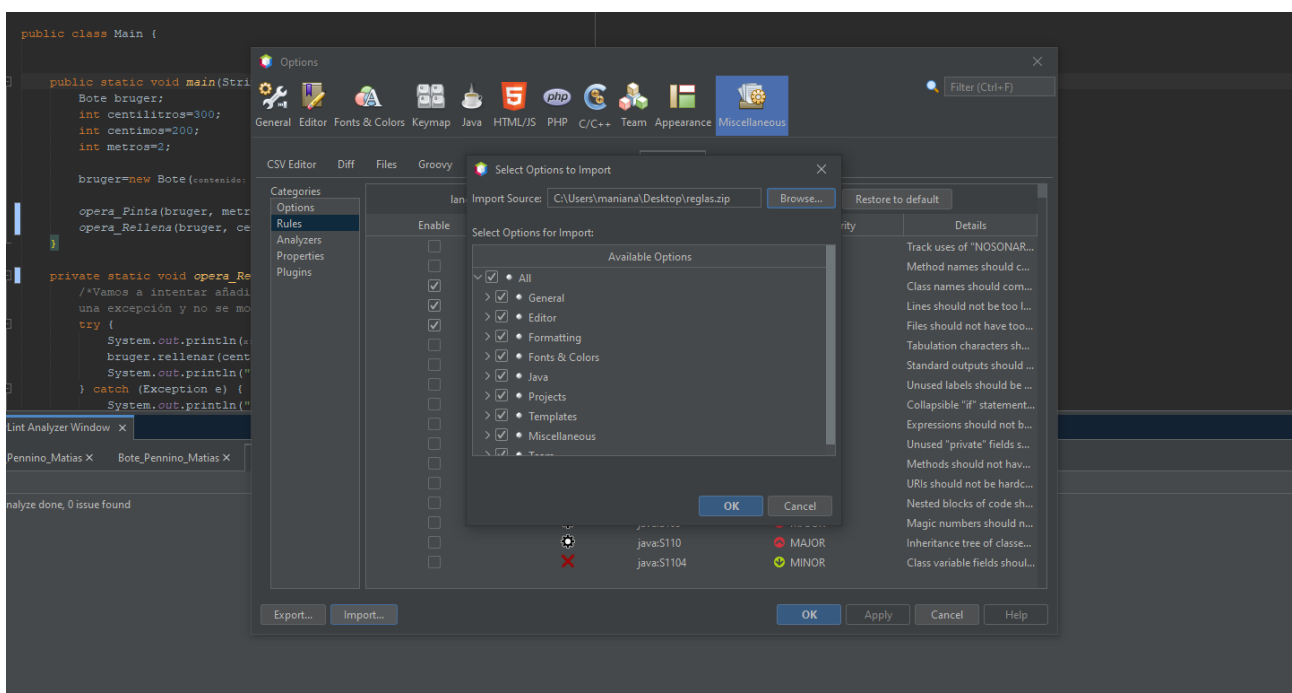 public class Main {
Options
public static void main(Stri
Bote bruger;
int centilitros=300;
int centimos=200;
int metros=2;
bruger=new Bote(contenido:
opera_Pinta(bruger, metr
opera_Rellena(bruger, ce
}
private static void opera_Re
/*Vamos a intentar añadi
una excepción y no se mo
try {
System.out.println(
bruger.rellenar(cent
System.out.println("
} catch (Exception e) {
System.out.println("
Filter (Ctrl+F)
General Editor Fonts & Colors Keymap Java HTML/JS PHP C/C++ Team Appearance Miscellaneous
CSV Editor Diff Files Groovy
Categories
Options
Rules
Analyzers
Properties
Plugins
lan
Restore to default
Enable
rity
Details
Track uses of "NOSONAR...
Method names should c...
Class names should com...
Lines should not be too l...
Files should not have too...
Tabulation characters sh...
Standard outputs should ...
Unused labels should be ...
Collapsible "if" statement...
Expressions should not b...
Unused "private" fields s...
Methods should not hav...
URIs should not be hardc...
Nested blocks of code sh...
Magic numbers should n...
java:S110 MAJOR Inheritance tree of classe...
java:S1104 MINOR Class variable fields shoul...
Select Options to Import
Import Source: C:\Users\maniana\Desktop\reglas.zip Browse...
Select Options for Import:
Available Options
All
General
Editor
Formatting
Fonts & Colors
Java
Projects
Templates
Miscellaneous
OK Cancel
Export... Import... OK Apply Cancel Help
rLint Analyzer Window
_Pennino_Matias Bote_Pennino_Matias
nalyze done, 0 issue found